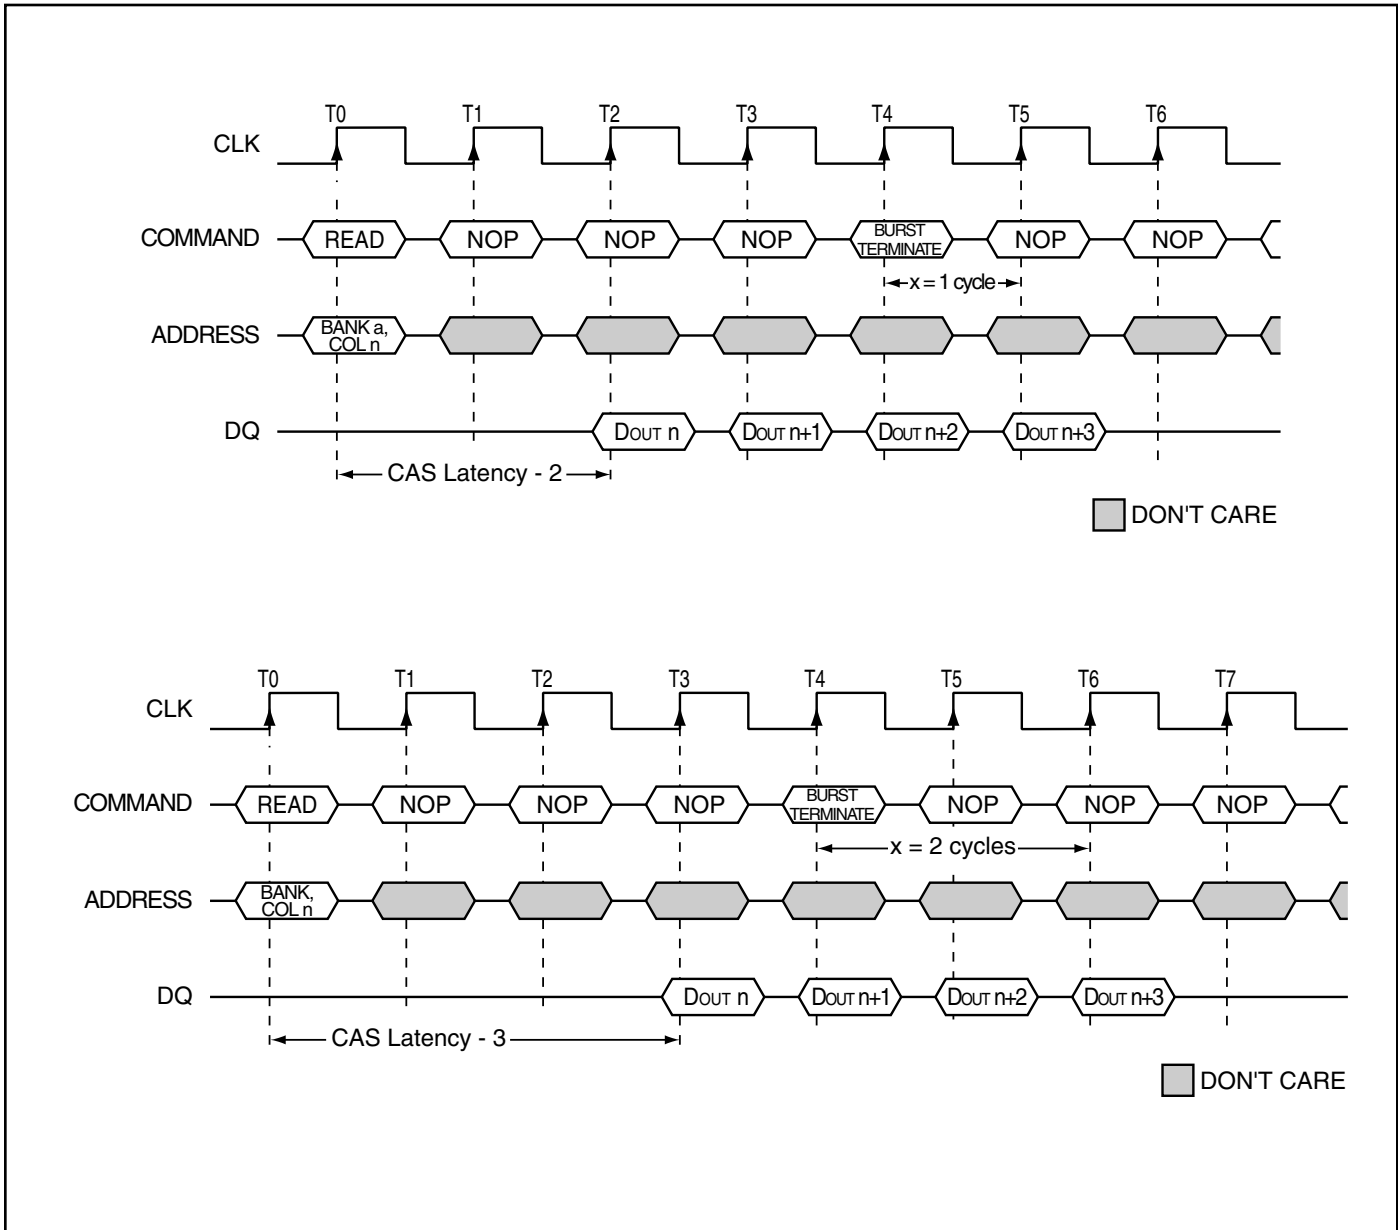 T0 T1 T2 T3 T4 T5 T6
CLK
COMMAND READ NOP NOP NOP BURST TERMINATE NOP NOP
x = 1 cycle
ADDRESS BANK a, COL n
DQ DOUT n DOUT n+1 DOUT n+2 DOUT n+3
CAS Latency - 2
DON'T CARE
T0 T1 T2 T3 T4 T5 T6 T7
CLK
COMMAND READ NOP NOP NOP BURST TERMINATE NOP NOP NOP
x = 2 cycles
ADDRESS BANK, COL n
DQ DOUT n DOUT n+1 DOUT n+2 DOUT n+3
CAS Latency - 3
DON'T CARE